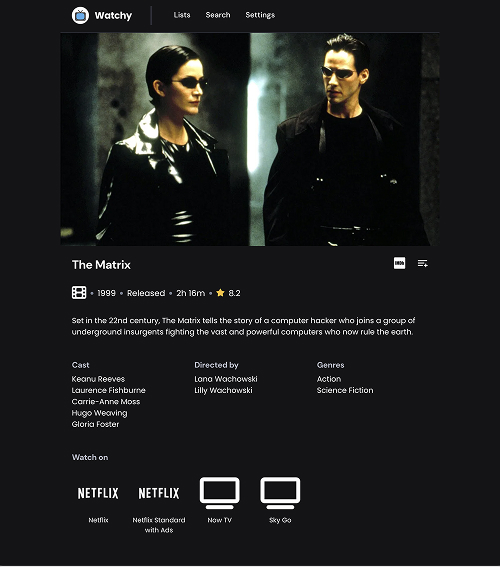 Watchy
Lists
Search
Settings
The Matrix
IMDb
1999 • Released • 2h 16m • 8.2
Set in the 22nd century, The Matrix tells the story of a computer hacker who joins a group of
underground insurgents fighting the vast and powerful computers who now rule the earth.
Cast
Keanu Reeves
Laurence Fishburne
Carrie-Anne Moss
Hugo Weaving
Gloria Foster
Directed by
Lana Wachowski
Lilly Wachowski
Genres
Action
Science Fiction
Watch on
NETFLIX
Netflix
NETFLIX
Netflix Standard
with Ads
Now TV
Sky Go